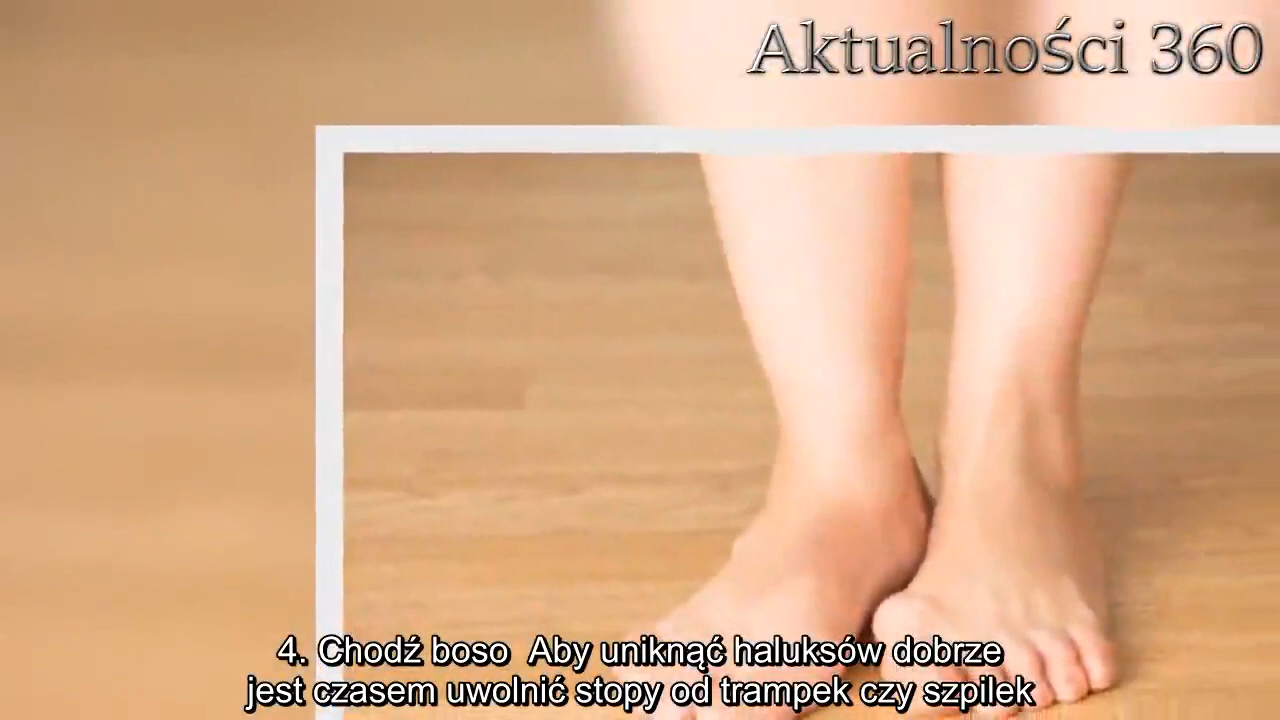 Aktualności 360
4. Chodź boso  Aby uniknąć haluksów dobrze
jest czasem uwolnić stopy od trampek czy szpilek